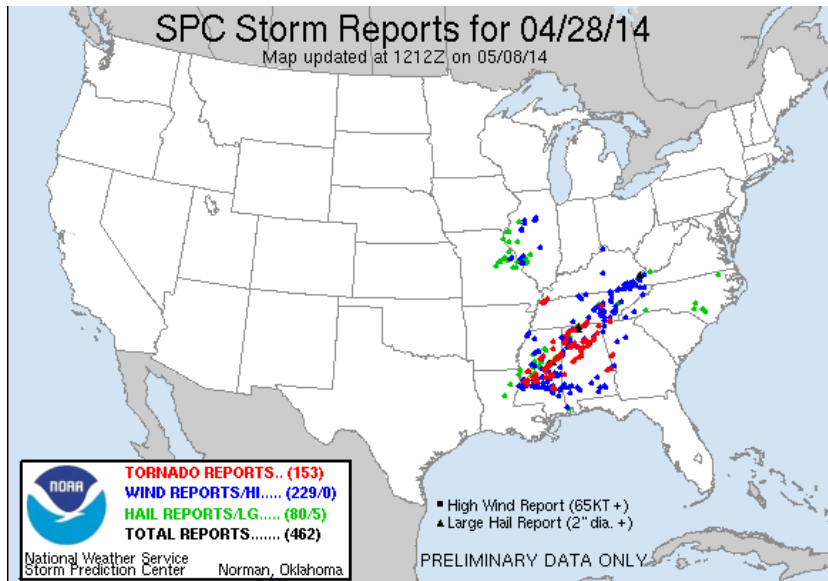 SPC Storm Reports for 04/28/14
Map updated at 1212Z on 05/08/14
TORNADO REPORTS.. (153)
WIND REPORTS/HI..... (229/0)
HAIL REPORTS/LG..... (80/5)
TOTAL REPORTS....... (462)
NOAA
National Weather Service
Storm Prediction Center Norman, Oklahoma
High Wind Report (65KT +)
Large Hail Report (2" dia. +)
PRELIMINARY DATA ONLY